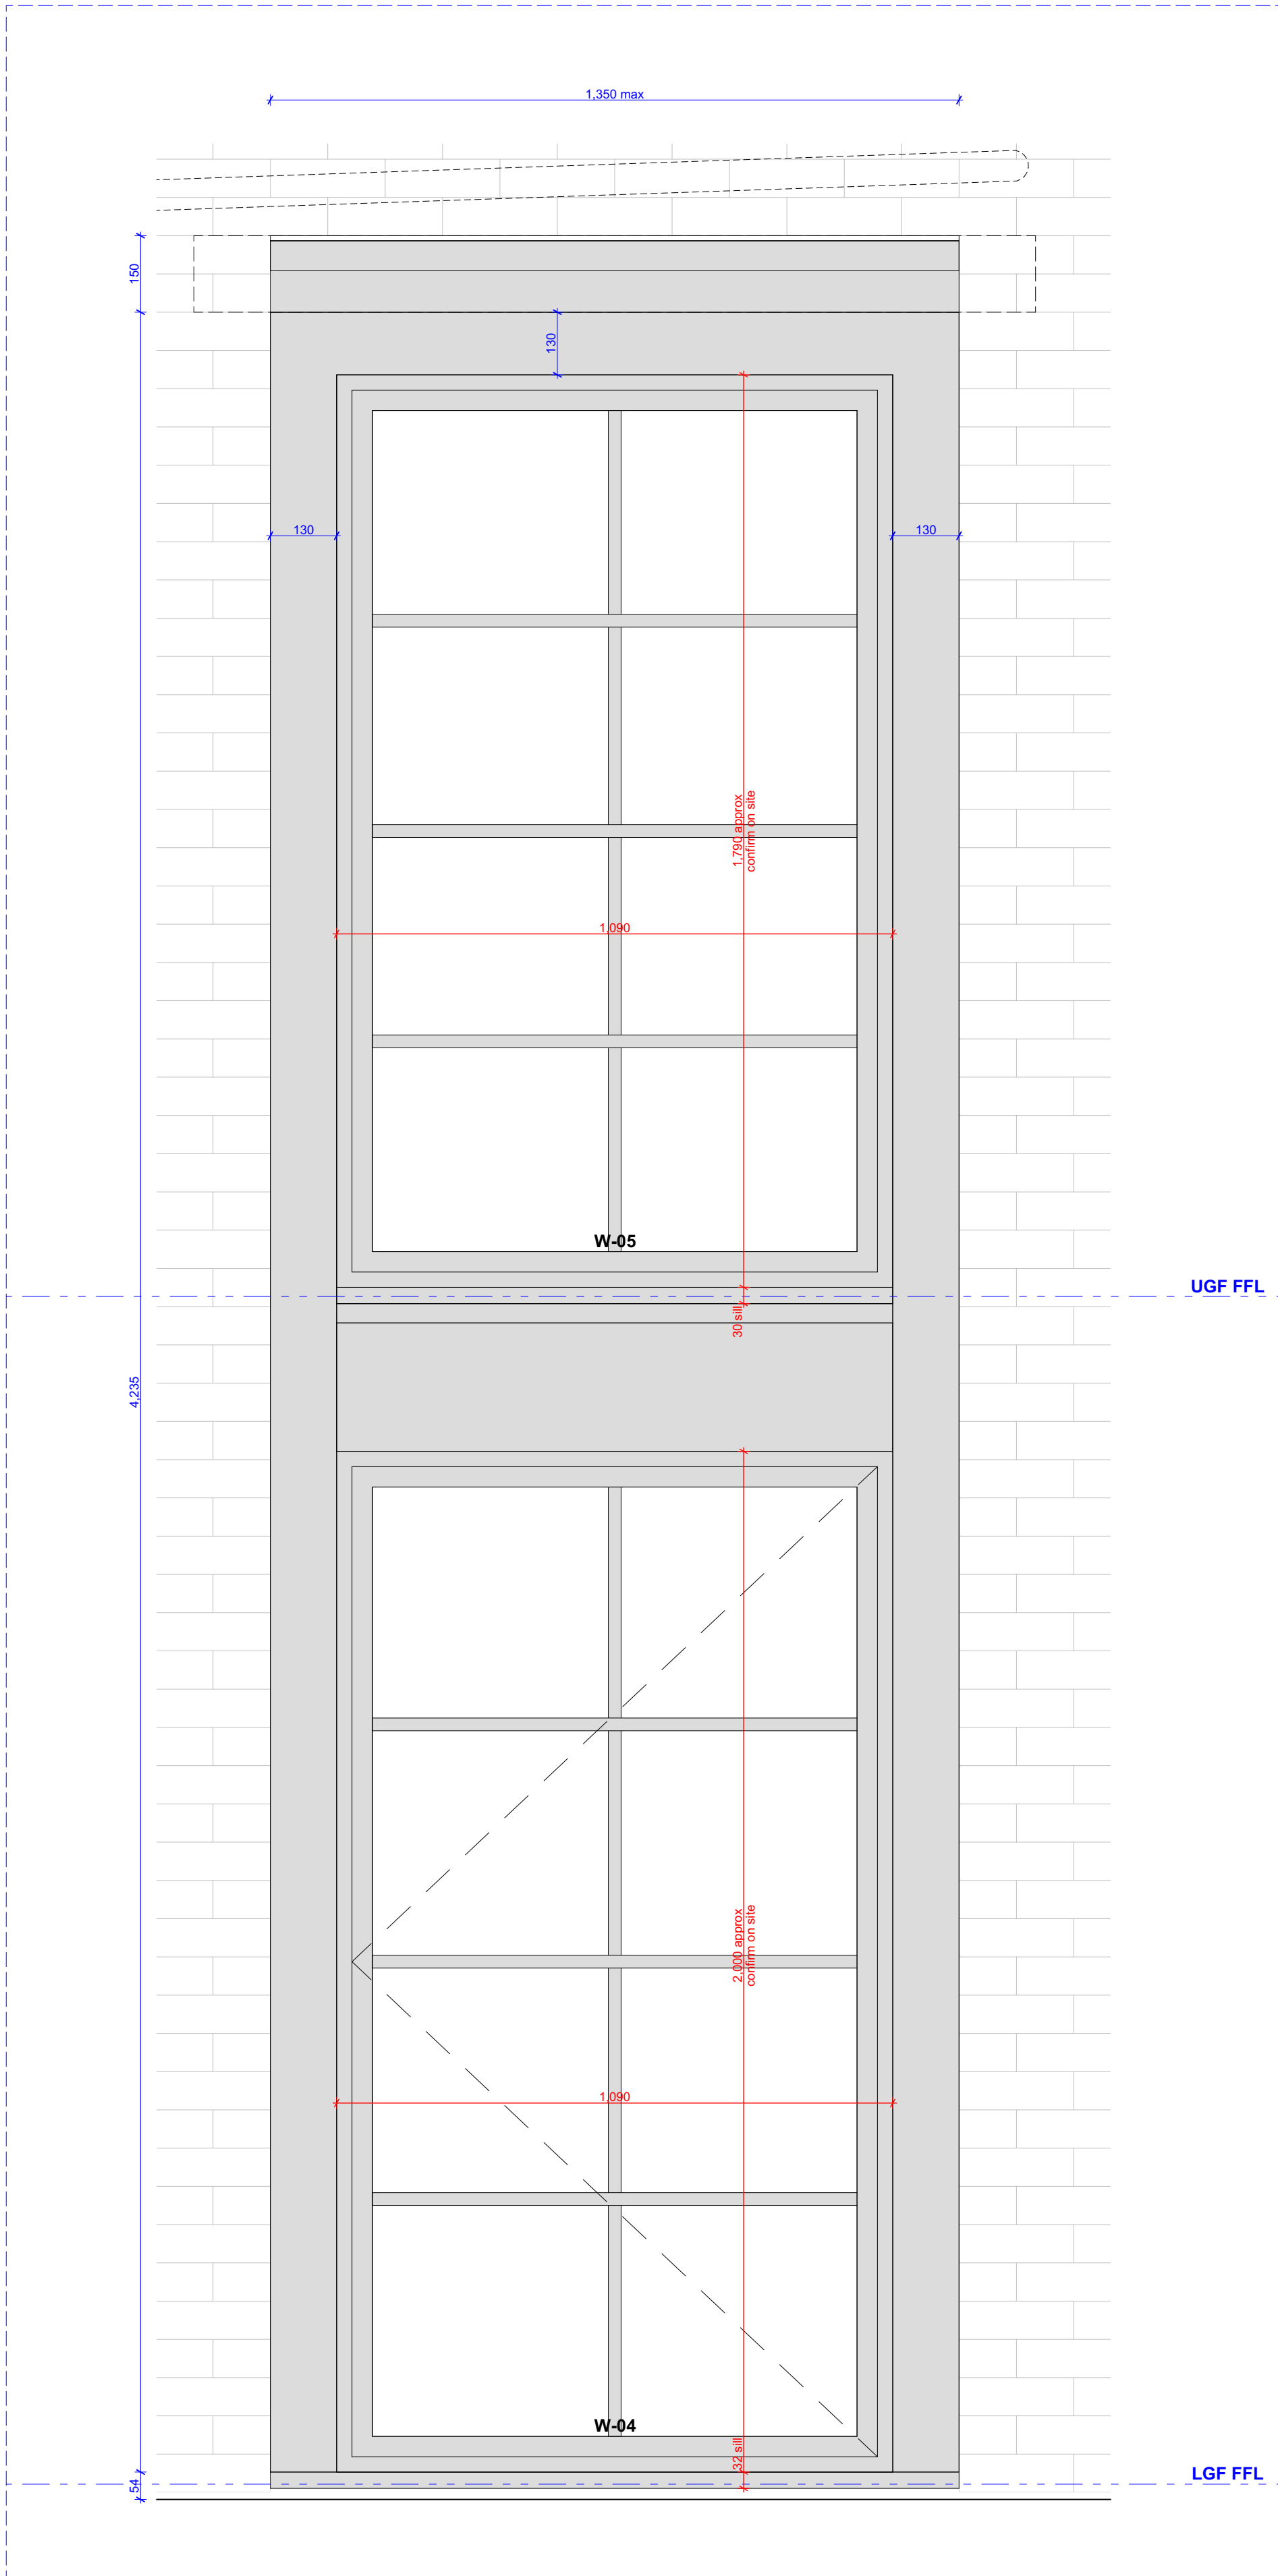 1,350 max
150
130
130
130
1,790 approx
confirm on site
1,090
W-05
UGF FFL
30 sill
4,235
2,000 approx
confirm on site
1,090
W-04
32 sill
LGF FFL
54